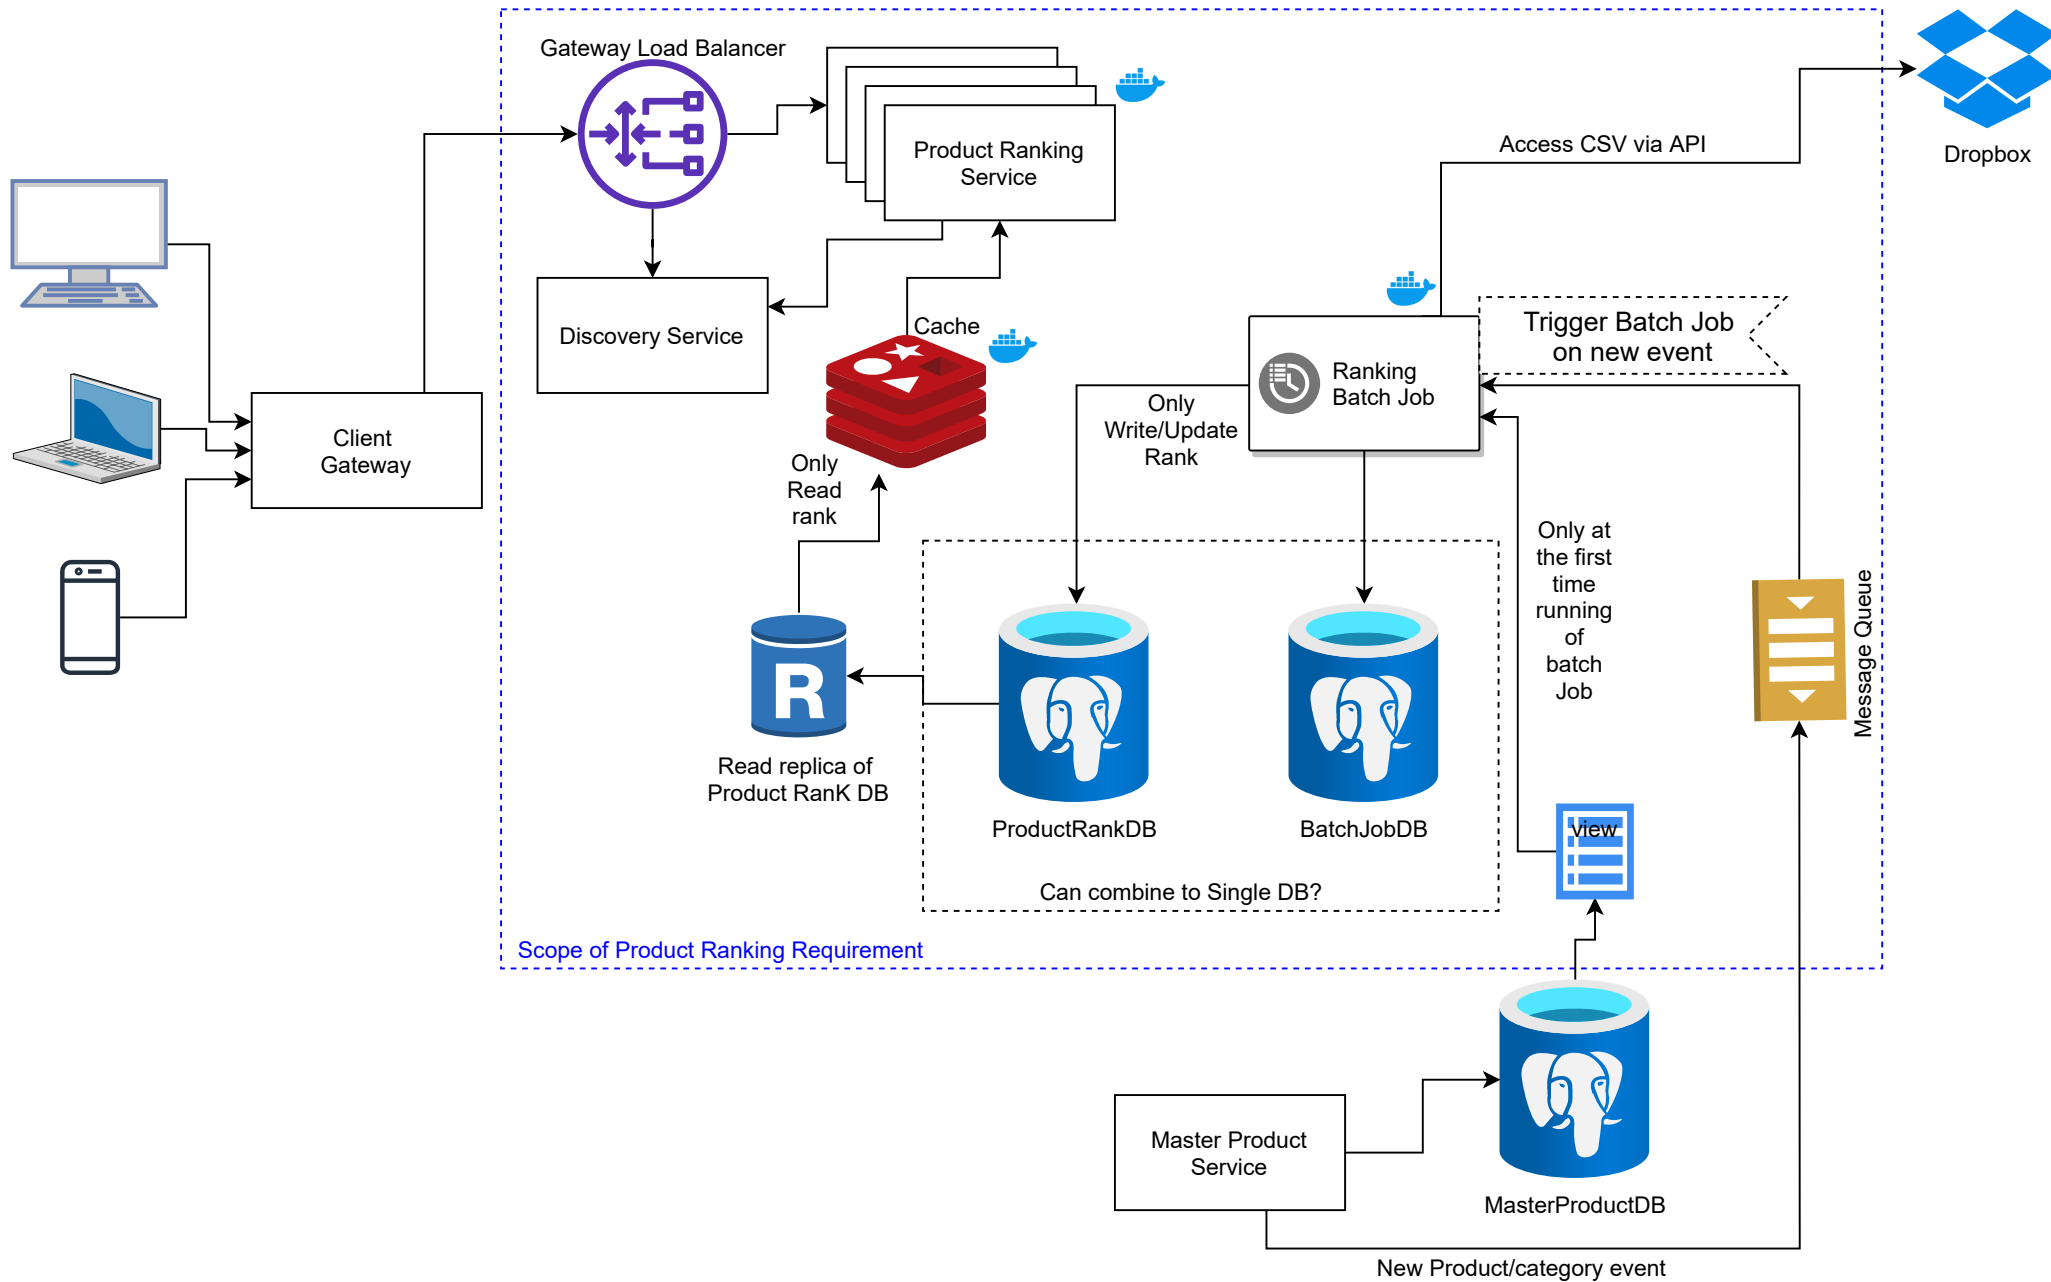 Gateway Load Balancer
Product Ranking
Service
Access CSV via API
Dropbox
Discovery Service
Cache
Trigger Batch Job
on new event
Ranking
Batch Job
Client
Gateway
Only
Write/Update
Rank
Only
Read
rank
Only at
the first
time
running
of
batch
Job
Message Queue
R
Read replica of
Product RanK DB
ProductRankDB
BatchJobDB
view
Can combine to Single DB?
Scope of Product Ranking Requirement
Master Product
Service
MasterProductDB
New Product/category event